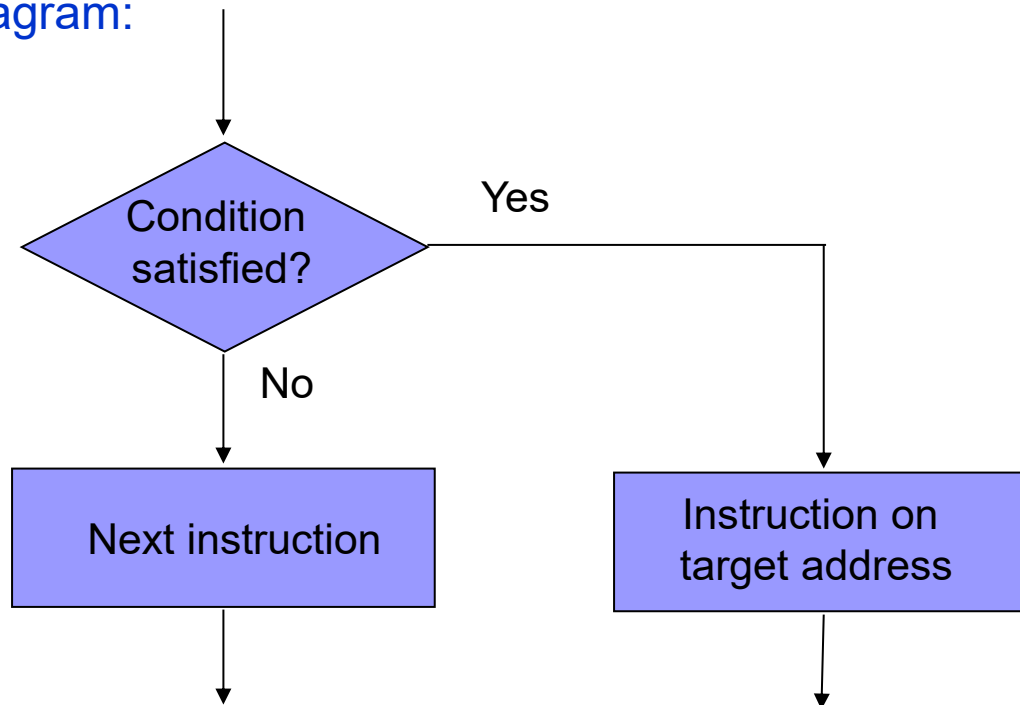 agram:
Condition
satisfied?
Yes
No
Next instruction
Instruction on
target address